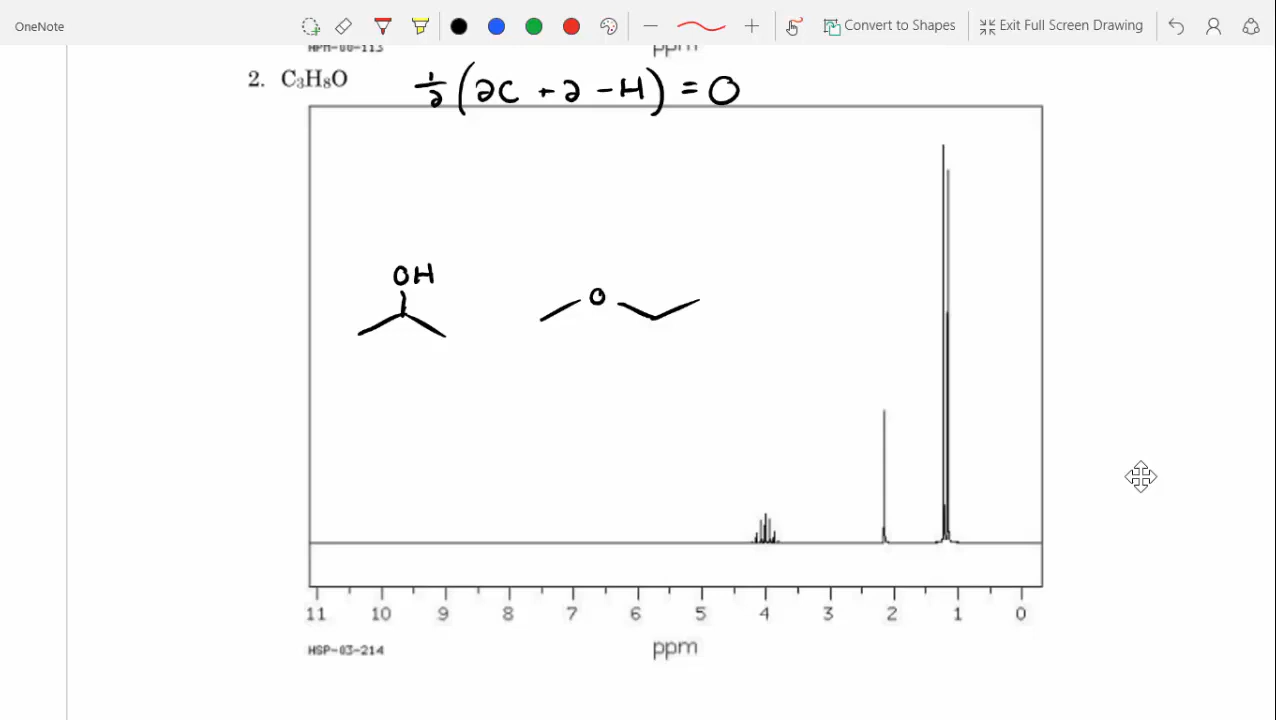 OneNote
Convert to Shapes
Exit Full Screen Drawing
HPM-00-113
ppm
2. C₃H₈O
½(2C + 2 - H) = 0
OH
O
11 10 9 8 7 6 5 4 3 2 1 0
HSP-03-214
ppm